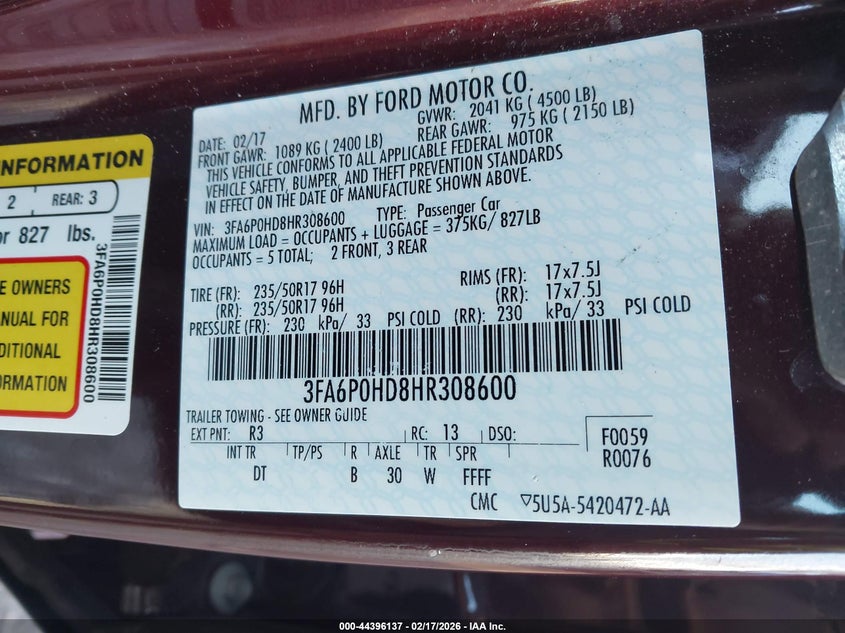 INFORMATION
2 REAR: 3
or 827 lbs.
E OWNERS
ANUAL FOR
DDITIONAL
FORMATION
3FA6P0HD8HR308600
MFD. BY FORD MOTOR CO.
DATE: 02/17 GVWR: 2041 KG ( 4500 LB)
FRONT GAWR: 1089 KG ( 2400 LB) REAR GAWR: 975 KG ( 2150 LB)
THIS VEHICLE CONFORMS TO ALL APPLICABLE FEDERAL MOTOR
VEHICLE SAFETY, BUMPER, AND THEFT PREVENTION STANDARDS
IN EFFECT ON THE DATE OF MANUFACTURE SHOWN ABOVE.
VIN: 3FA6P0HD8HR308600 TYPE: Passenger Car
MAXIMUM LOAD = OCCUPANTS + LUGGAGE = 375KG/ 827LB
OCCUPANTS = 5 TOTAL; 2 FRONT, 3 REAR
TIRE (FR): 235/50R17 96H RIMS (FR): 17x7.5J
(RR): 235/50R17 96H (RR): 17x7.5J
PRESSURE (FR): 230 kPa/ 33 PSI COLD (RR): 230 kPa/ 33 PSI COLD
3FA6P0HD8HR308600
TRAILER TOWING - SEE OWNER GUIDE
EXT PNT: R3 RC: 13 DSO: F0059
INT TR TP/PS R AXLE TR SPR R0076
DT B 30 W FFFF
CMC ▽5U5A-5420472-AA
000-44396137 - 02/17/2026 - IAA Inc.